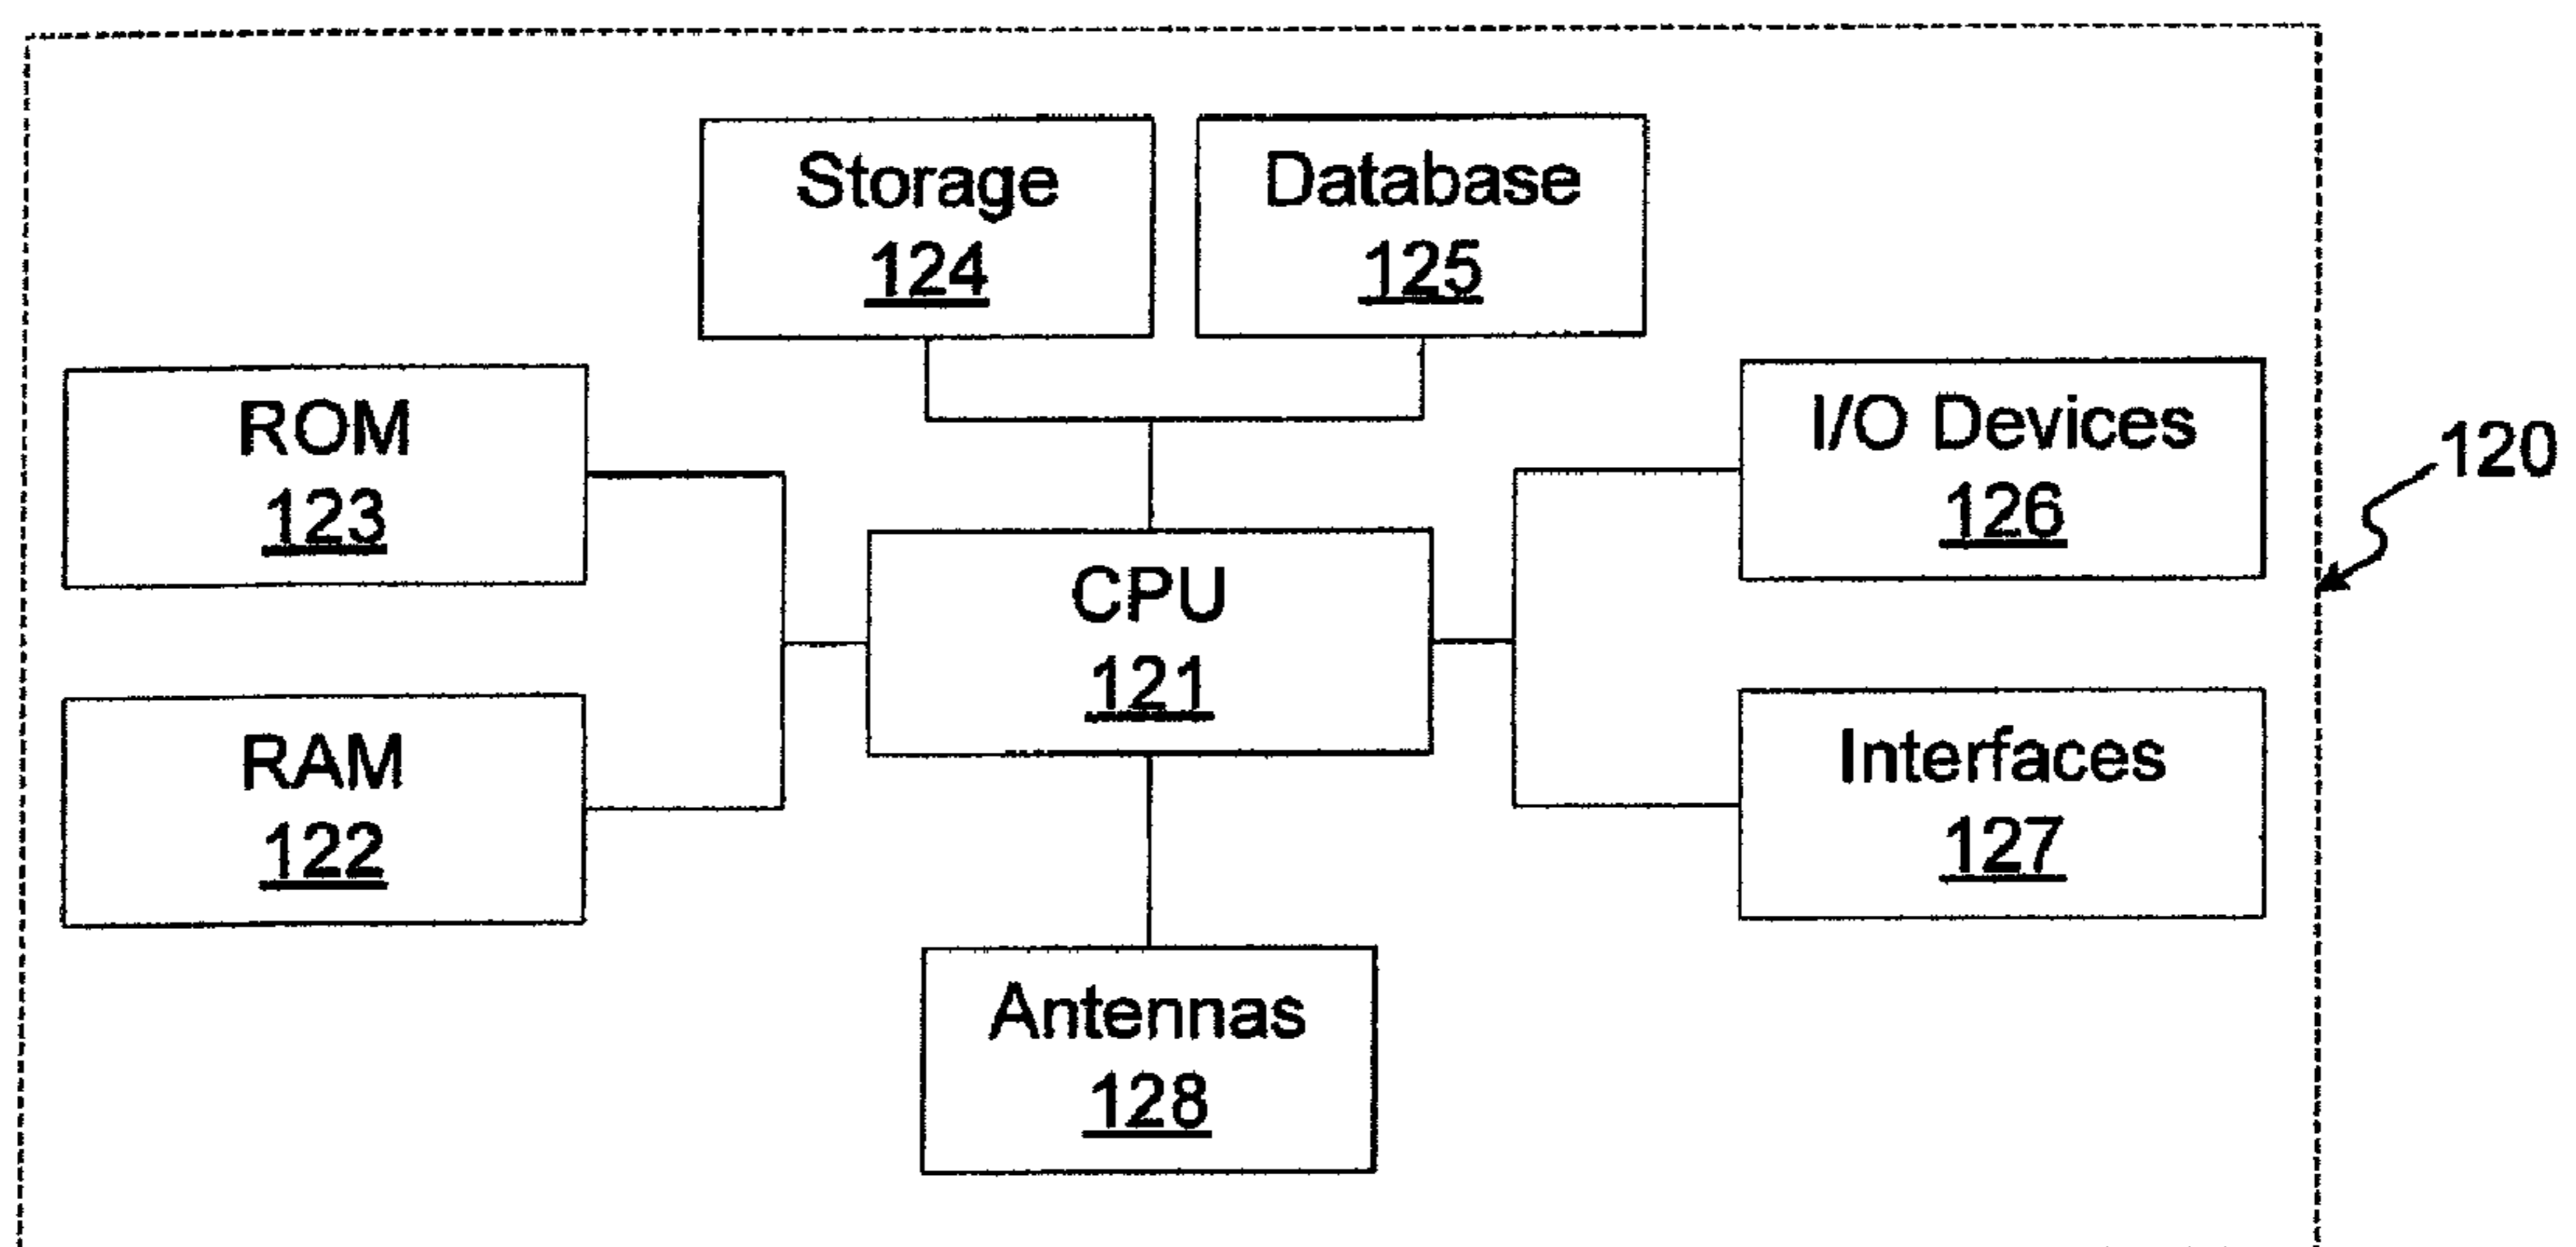 Storage
124
Database
125
ROM
123
I/O Devices
126
120
CPU
121
RAM
122
Interfaces
127
Antennas
128